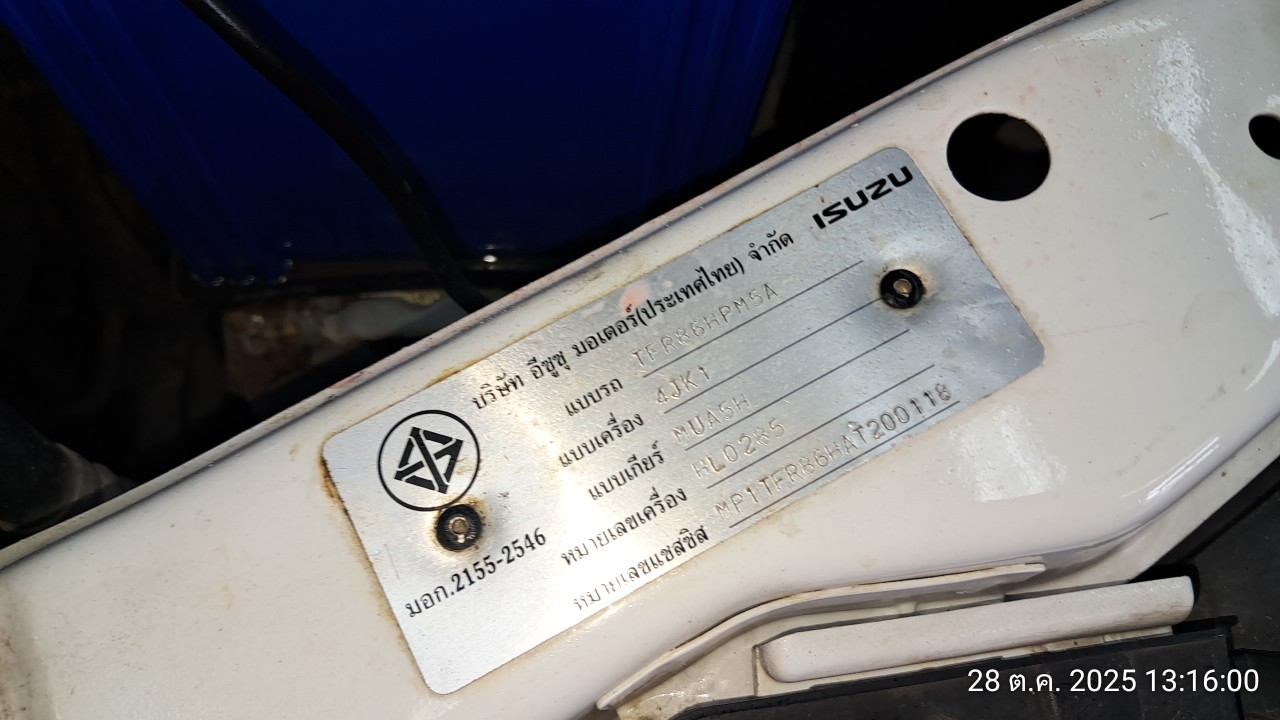 ISUZU
บริษัท อีซูซุ มอเตอร์(ประเทศไทย) จำกัด
แบบรถ TFR86HPM5A
แบบเครื่อง 4JK1
แบบเกียร์ MUA5H
หมายเลขเครื่อง HL0285
หมายเลขแชสซีส MP1TFR86HAT200118
มอก.2155-2546
28 ต.ค. 2025 13:16:00